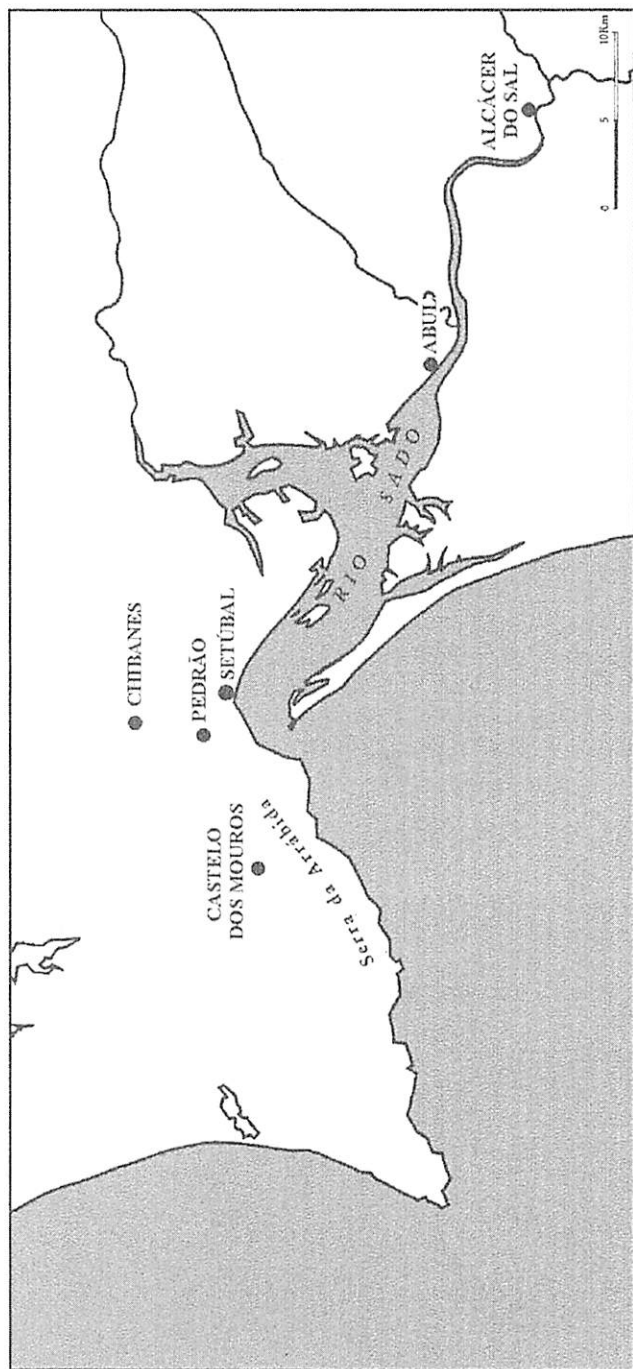 CHIBANES
PEDRÃO
SETÚBAL
CASTELO
DOS MOUROS
Serra da Arrábida
RIO SADO
ABUL
ALCÁCER
DO SAL
0 5 10Km